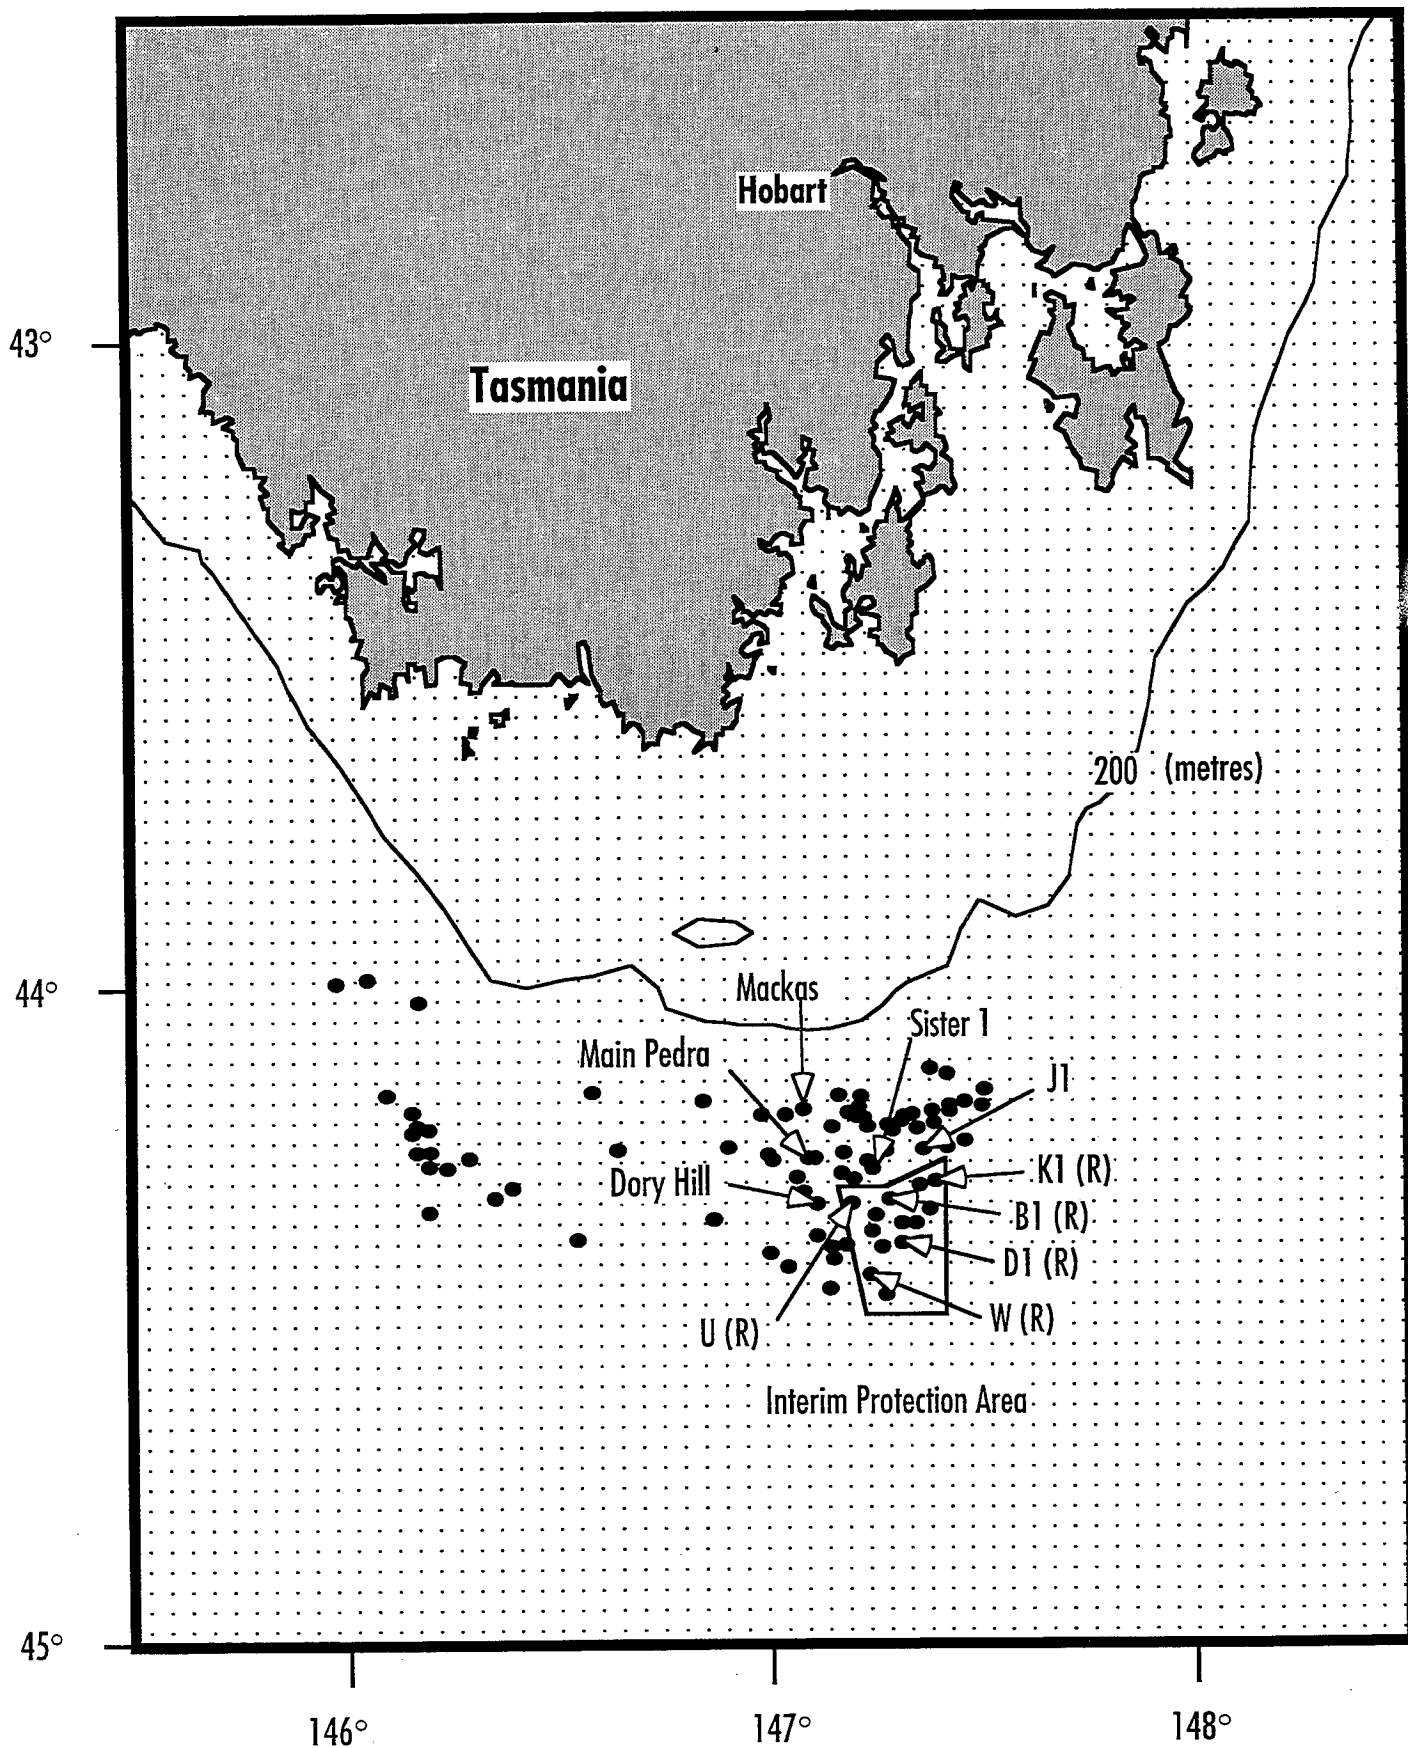 Hobart
43°
Tasmania
200 (metres)
44°
Mackas
Sister 1
Main Pedra
J1
K1 (R)
Dory Hill
B1 (R)
D1 (R)
W (R)
U (R)
Interim Protection Area
45°
146°
147°
148°